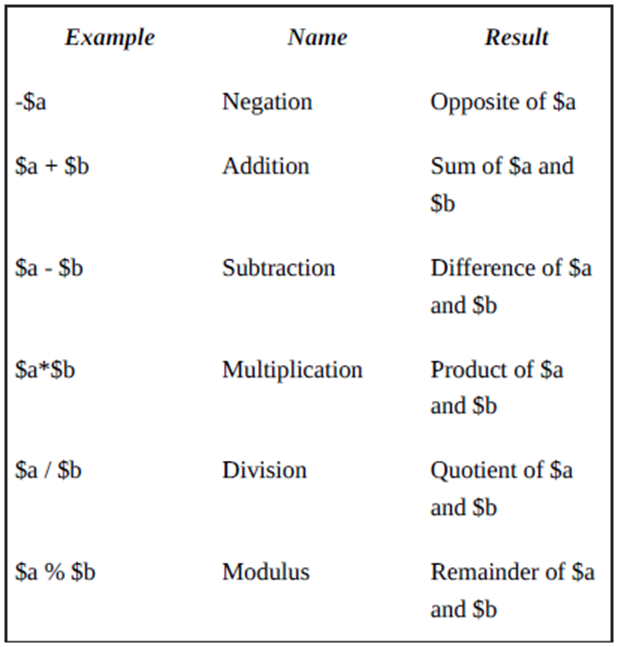 Example Name Result
-$a Negation Opposite of $a
$a + $b Addition Sum of $a and
$b
$a - $b Subtraction Difference of $a
and $b
$a*$b Multiplication Product of $a
and $b
$a / $b Division Quotient of $a
and $b
$a % $b Modulus Remainder of $a
and $b